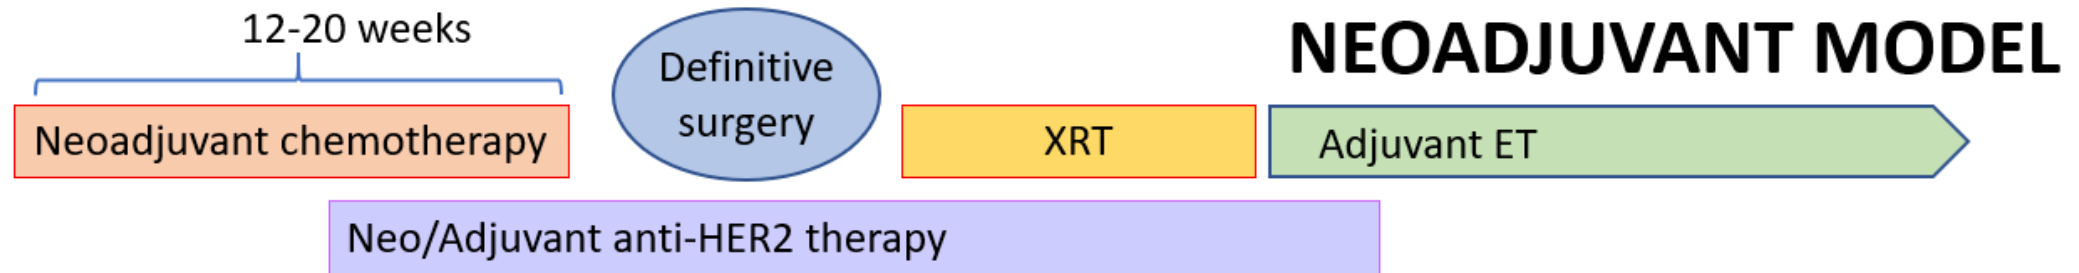 12-20 weeks
NEOADJUVANT MODEL
Neoadjuvant chemotherapy
Definitive
surgery
XRT
Adjuvant ET
Neo/Adjuvant anti-HER2 therapy